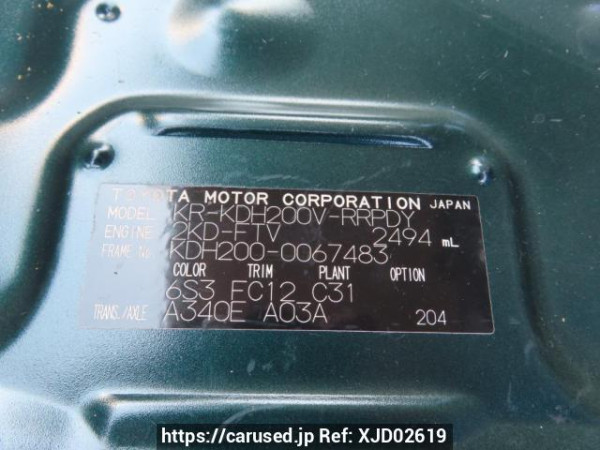 TOYOTA MOTOR CORPORATION JAPAN
MODEL KR-KDH200V-RRPDY
ENGINE 2KD-FTV 2494 mL
FRAME No. KDH200-0067483
COLOR TRIM PLANT OPTION
6S3 FC12 C31
TRANS./AXLE A340E A03A 204
https://carused.jp Ref: XJD02619